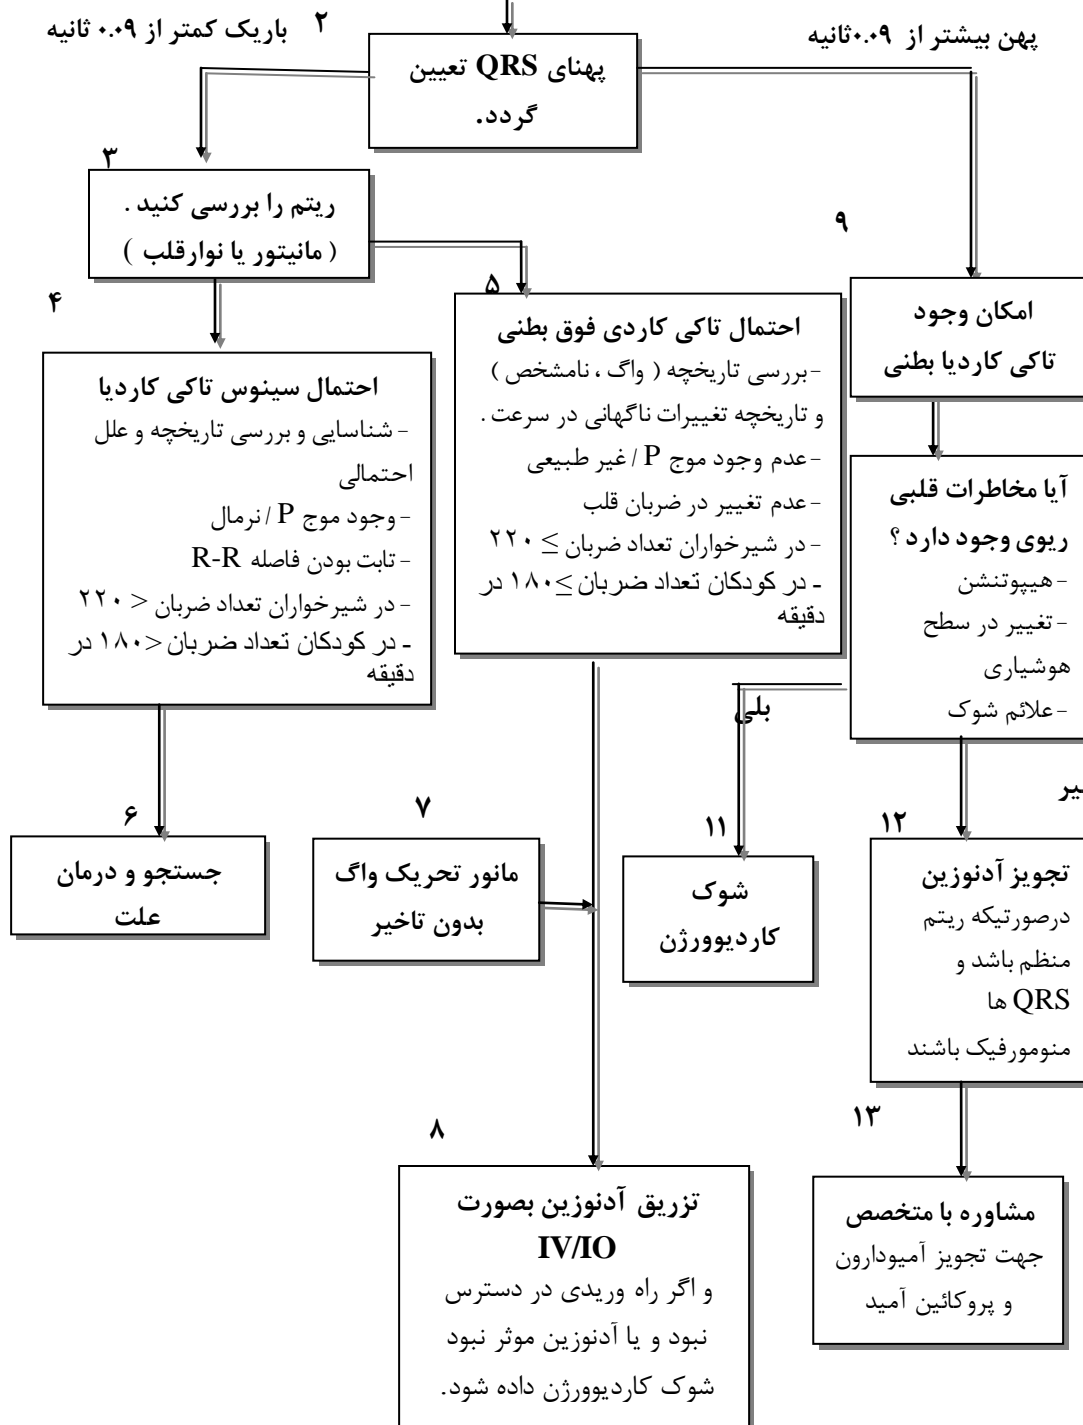 پهن بیشتر از ۰.۰۹ثانیه
۲ باریک کمتر از ۰.۰۹ ثانیه
پهنای QRS تعیین
گردد.
۳
ریتم را بررسی کنید .
( مانیتور یا نوارقلب )
۴
احتمال سینوس تاکی کاردیا
- شناسایی و بررسی تاریخچه و علل
احتمالی
- وجود موج P / نرمال
- تابت بودن فاصله R-R
- در شیرخواران تعداد ضربان < ۲۲۰
- در کودکان تعداد ضربان<۱۸۰ در
دقیقه
۵
احتمال تاکی کاردی فوق بطنی
-بررسی تاریخچه ( واگ ، نامشخص )
و تاریخچه تغییرات ناگهانی در سرعت .
-عدم وجود موج P / غیر طبیعی
-عدم تغییر در ضربان قلب
- در شیرخواران تعداد ضربان ≥ ۲۲۰
- در کودکان تعداد ضربان≥۱۸۰ در
دقیقه
۹
امکان وجود
تاکی کاردیا بطنی
آیا مخاطرات قلبی
ریوی وجود دارد ؟
- هیپوتنشن
-تغییر در سطح
هوشیاری
-علائم شوک
بلی
یر
۶
جستجو و درمان
علت
۷
مانور تحریک واگ
بدون تاخیر
۸
تزریق آدنوزین بصورت
IV/IO
و اگر راه وریدی در دسترس
نبود و یا آدنوزین موثر نبود
شوک کاردیوورژن داده شود.
۱۱
شوک
کاردیوورژن
۱۲
تجویز آدنوزین
درصورتیکه ریتم
منظم باشد و
QRS ها
منومورفیک باشند
۱۳
مشاوره با متخصص
جهت تجویز آمیودارون
و پروکائین آمید